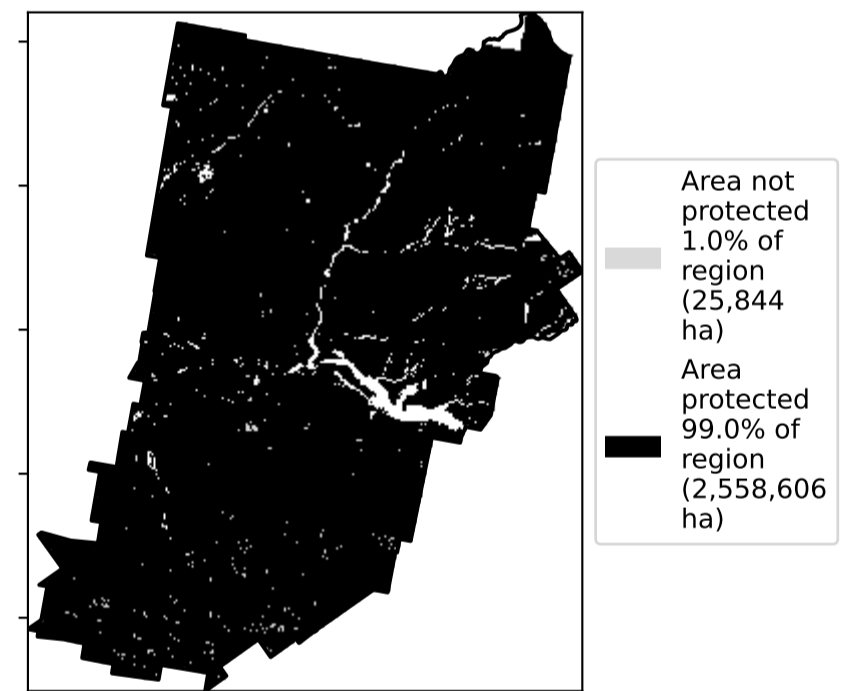 Area not
protected
1.0% of
region
(25,844
ha)
Area
protected
99.0% of
region
(2,558,606
ha)